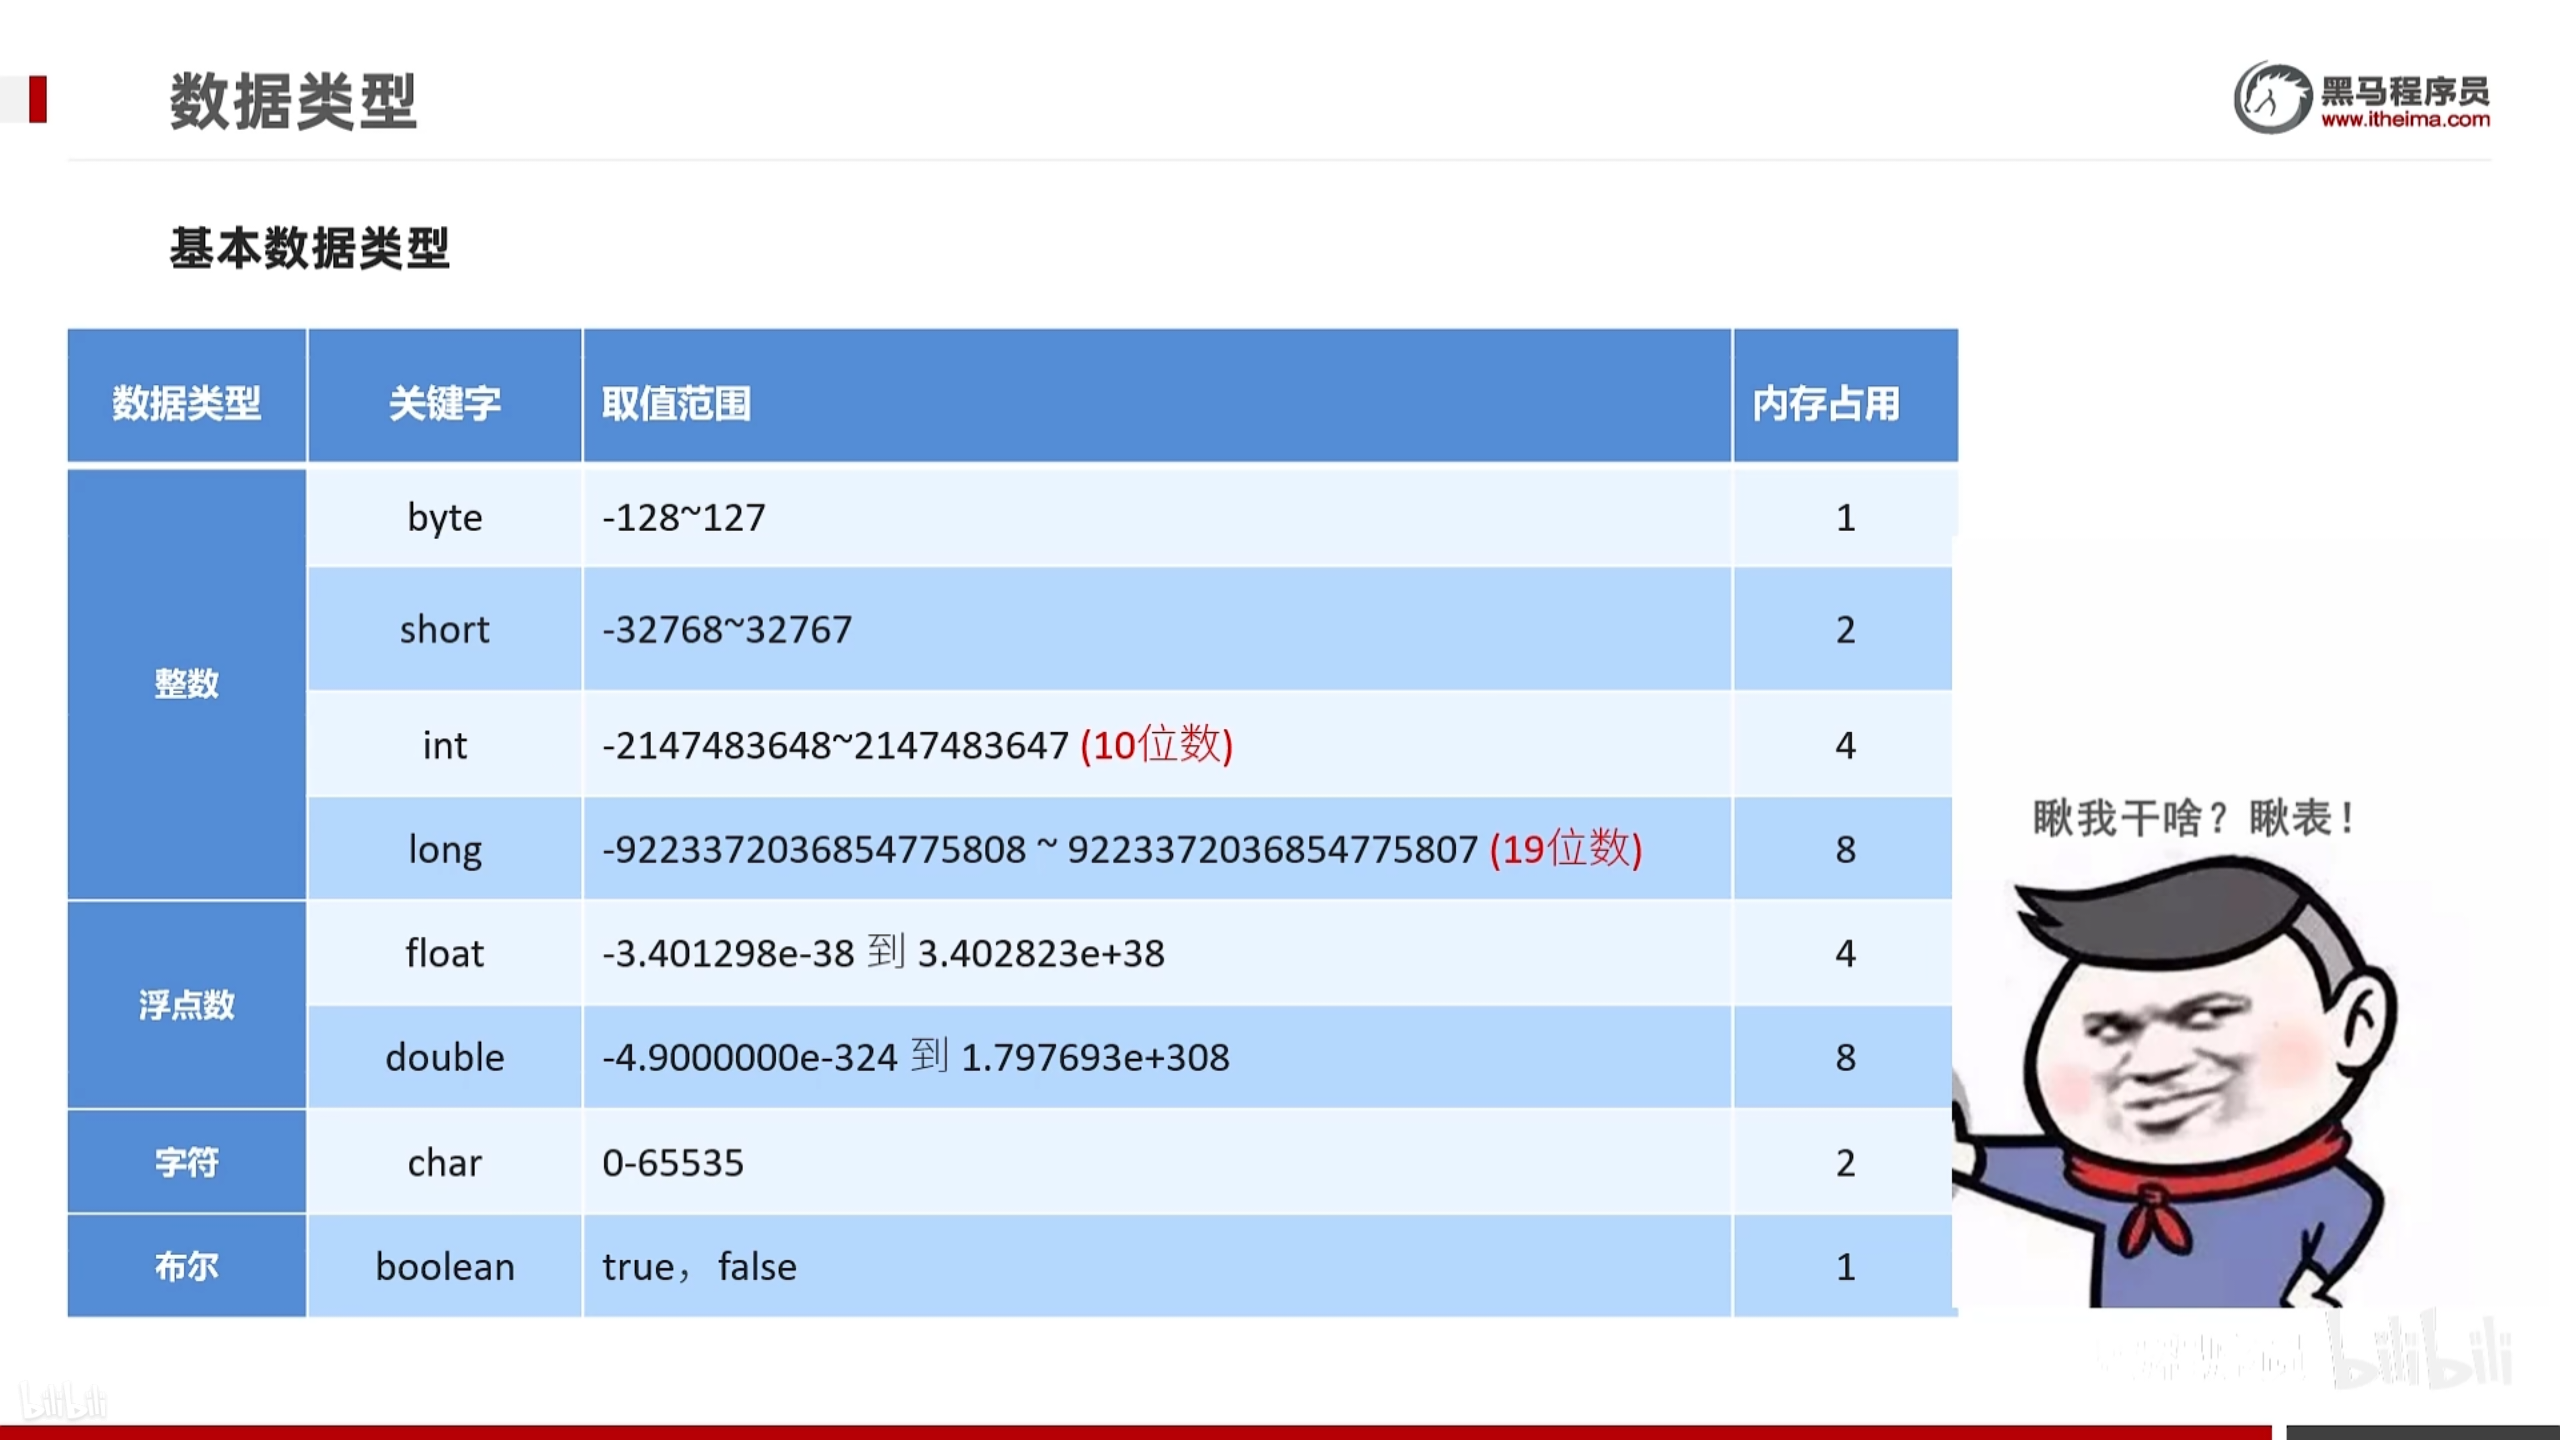 数据类型
黑马程序员
www.itheima.com
基本数据类型
数据类型 关键字 取值范围 内存占用
整数
byte -128~127 1
short -32768~32767 2
int -2147483648~2147483647 (10位数) 4
long -9223372036854775808 ~ 9223372036854775807 (19位数) 8
浮点数
float -3.401298e-38 到 3.402823e+38 4
double -4.9000000e-324 到 1.797693e+308 8
字符 char 0-65535 2
布尔 boolean true，false 1
瞅我干啥？瞅表！
bilibili
bilibili